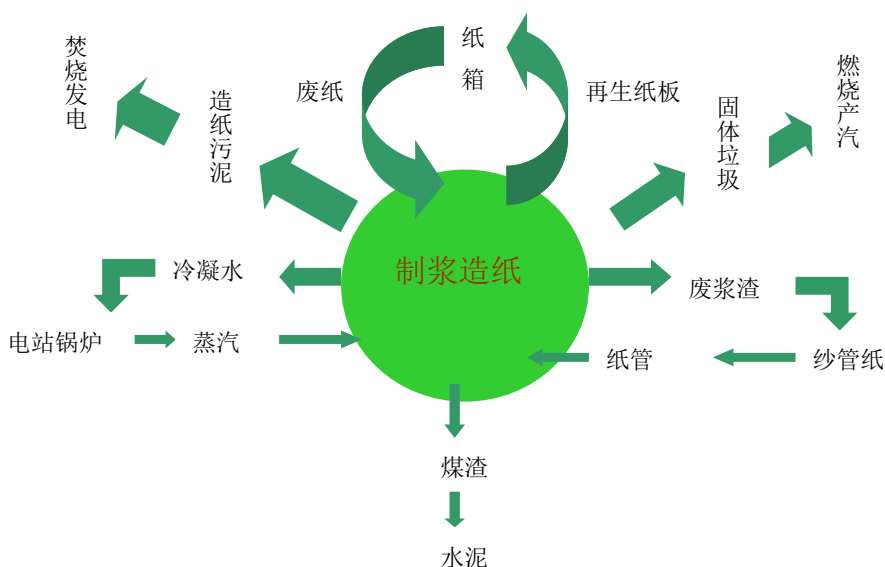 纸箱
焚烧发电
造纸污泥
废纸
再生纸板
固体垃圾
燃烧产汽
制浆造纸
冷凝水
废浆渣
电站锅炉
蒸汽
纸管
纱管纸
煤渣
水泥